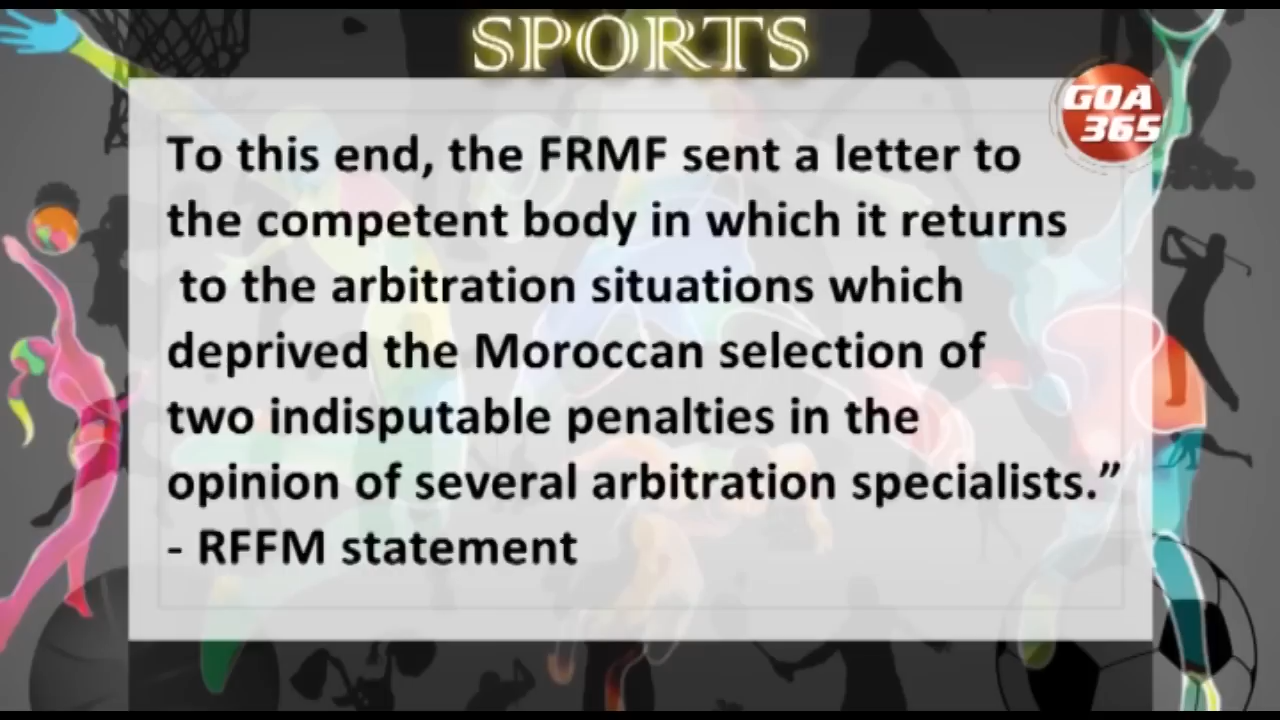 SPORTS
GOA
365
To this end, the FRMF sent a letter to
the competent body in which it returns
to the arbitration situations which
deprived the Moroccan selection of
two indisputable penalties in the
opinion of several arbitration specialists.”
- RFFM statement